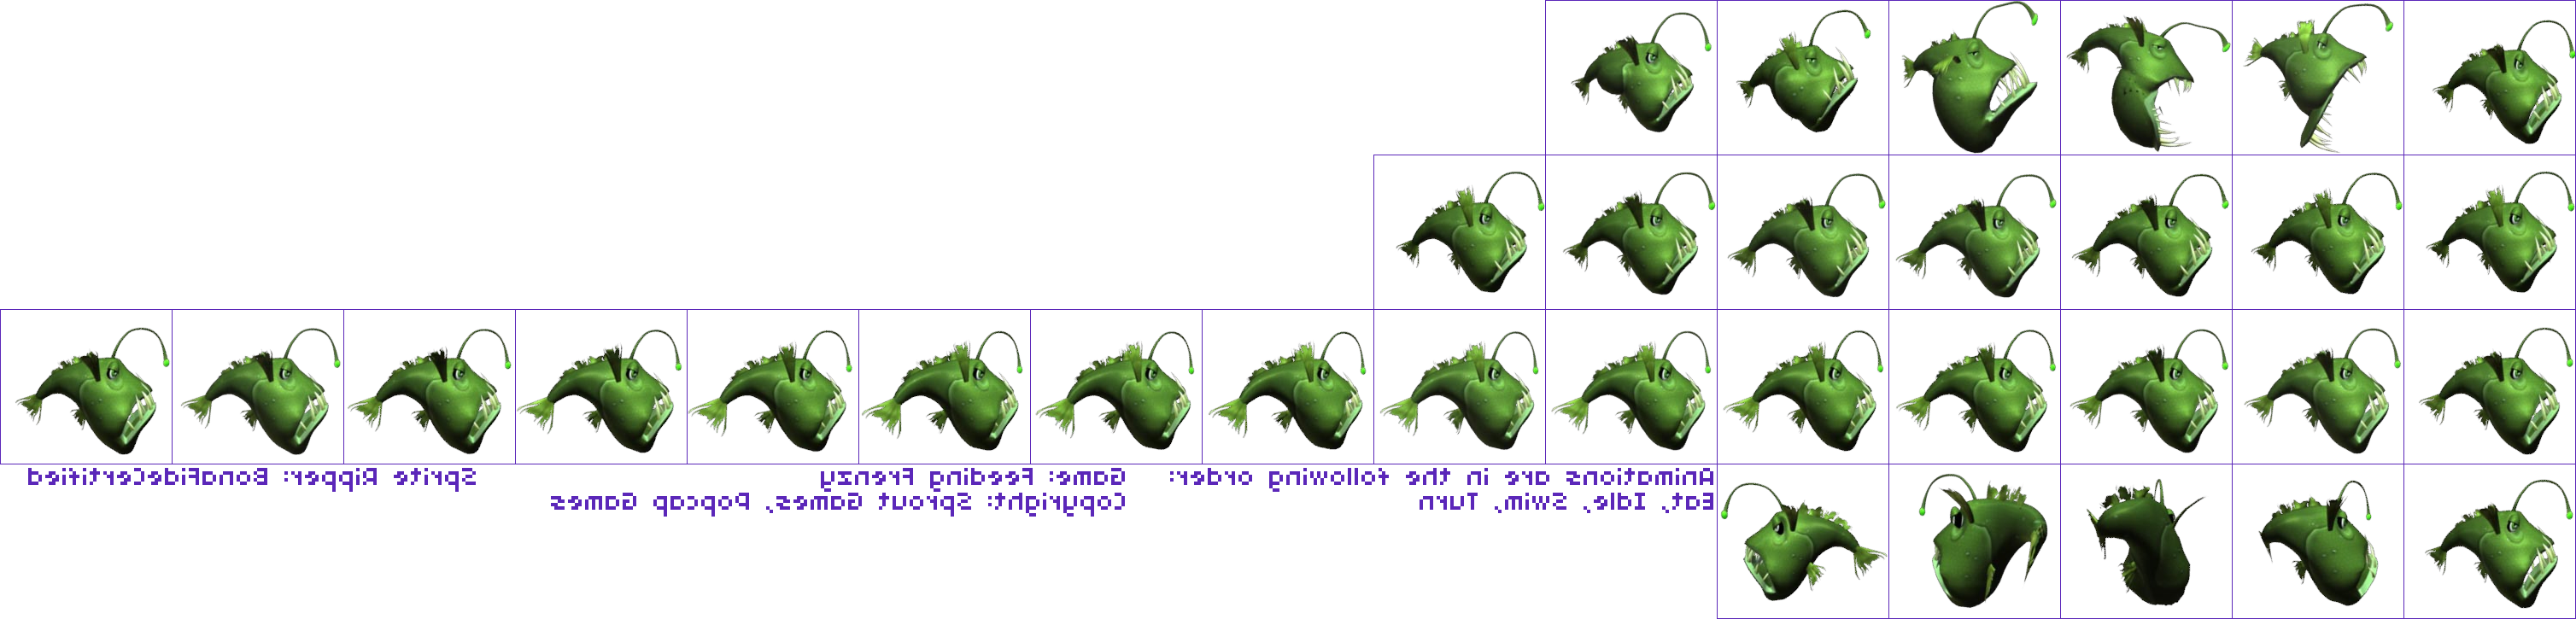 Animations are in the following order:
Eat, Idle, Swim, Turn
Game: Feeding Frenzy
Copyright: Sprout Games, Popcap Games
Sprite Ripper: BonaFideCertified